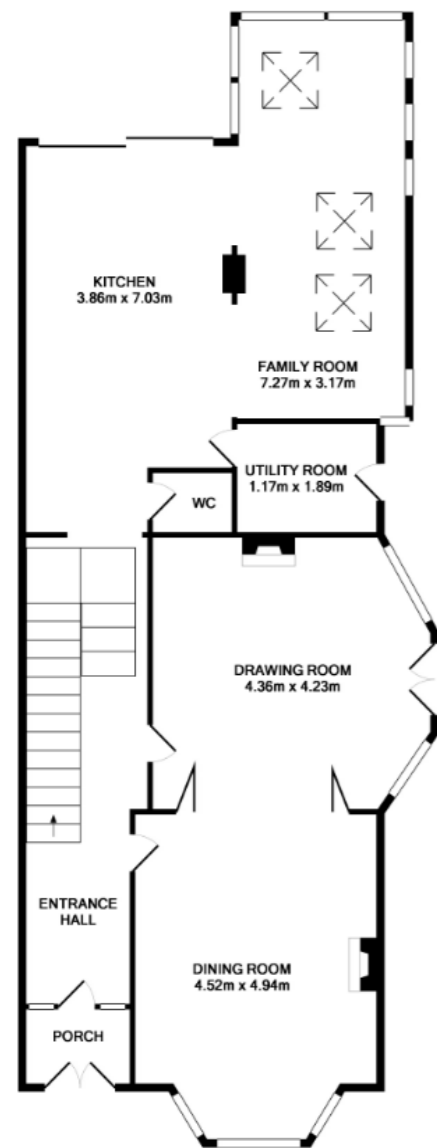 KITCHEN
3.86m x 7.03m
FAMILY ROOM
7.27m x 3.17m
UTILITY ROOM
1.17m x 1.89m
WC
DRAWING ROOM
4.36m x 4.23m
ENTRANCE
HALL
DINING ROOM
4.52m x 4.94m
PORCH